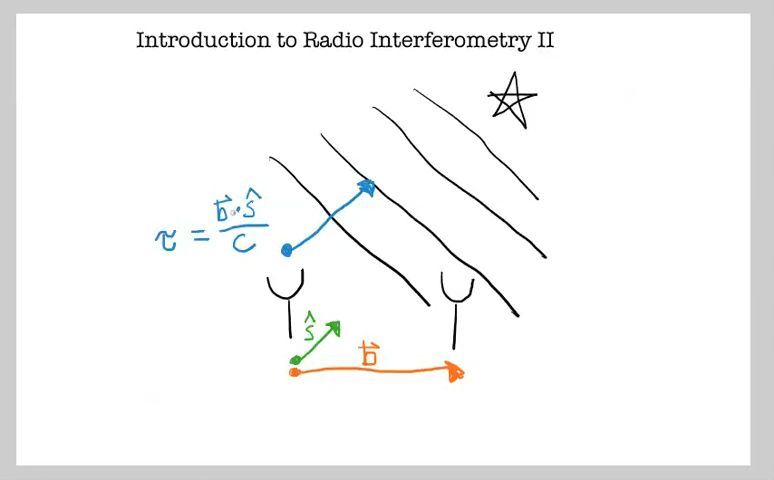 Introduction to Radio Interferometry II
τ = b⃗·ŝ / c
ŝ
b⃗